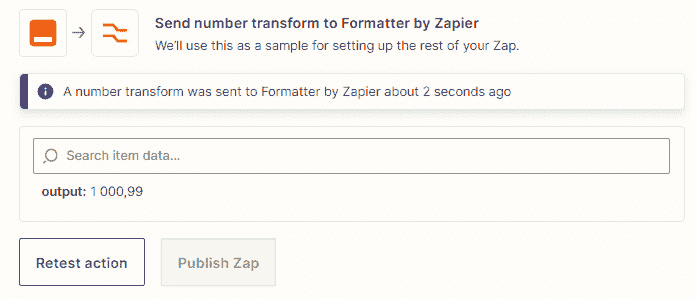 Send number transform to Formatter by Zapier
We'll use this as a sample for setting up the rest of your Zap.
A number transform was sent to Formatter by Zapier about 2 seconds ago
Search item data...
output: 1 000,99
Retest action
Publish Zap